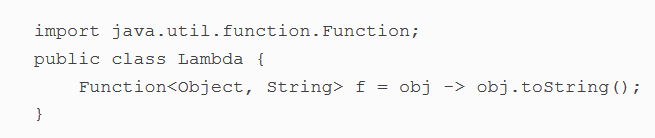 import java.util.function.Function;
public class Lambda {
    Function<Object, String> f = obj -> obj.toString();
}